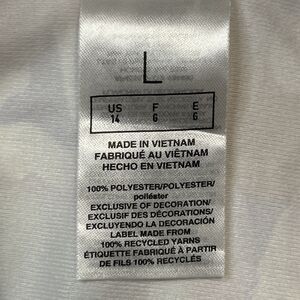 L
US F E
14 6 6
MADE IN VIETNAM
FABRIQUÉ AU VIÊTNAM
HECHO EN VIETNAM
100% POLYESTER/POLYESTER/
poliéster
EXCLUSIVE OF DECORATION/
EXCLUSIF DES DÉCORATIONS/
EXCLUYENDO LA DECORACIÓN
LABEL MADE FROM
100% RECYCLED YARNS
ÉTIQUETTE FABRIQUÉ À PARTIR
DE FILS 100% RECYCLÉS